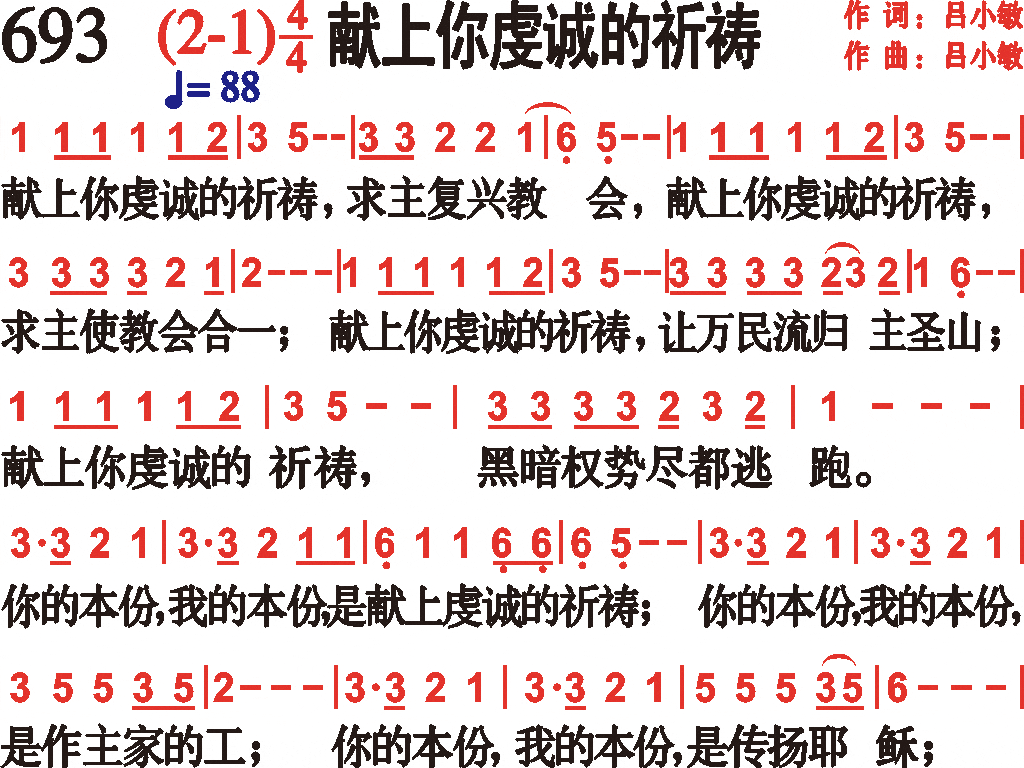 693 (2-1) 4/4 献上你虔诚的祈祷 作 词：吕小敏
♩= 88 作 曲：吕小敏
1 1 1 1 1 2|3 5--|3 3 2 2 1|6̣ 5̣--|1 1 1 1 1 2|3 5--|
献上你虔诚的祈祷，求主复兴教 会，献上你虔诚的祈祷，
3 3 3 3 2 1|2---|1 1 1 1 1 2|3 5--|3 3 3 3 23 2|1 6̣--|
求主使教会合一； 献上你虔诚的祈祷，让万民流归 主圣山；
1 1 1 1 1 2 | 3 5 - - | 3 3 3 3 2 3 2 | 1 - - - |
献上你虔诚的 祈祷， 黑暗权势尽都逃 跑。
3·3 2 1|3·3 2 1 1|6̣ 1 1 6̣ 6̣|6̣ 5̣--|3·3 2 1|3·3 2 1|
你的本份,我的本份,是献上虔诚的祈祷； 你的本份,我的本份,
3 5 5 3 5|2---|3·3 2 1| 3·3 2 1|5 5 5 35|6---|
是作主家的工； 你的本份, 我的本份,是传扬耶 稣；